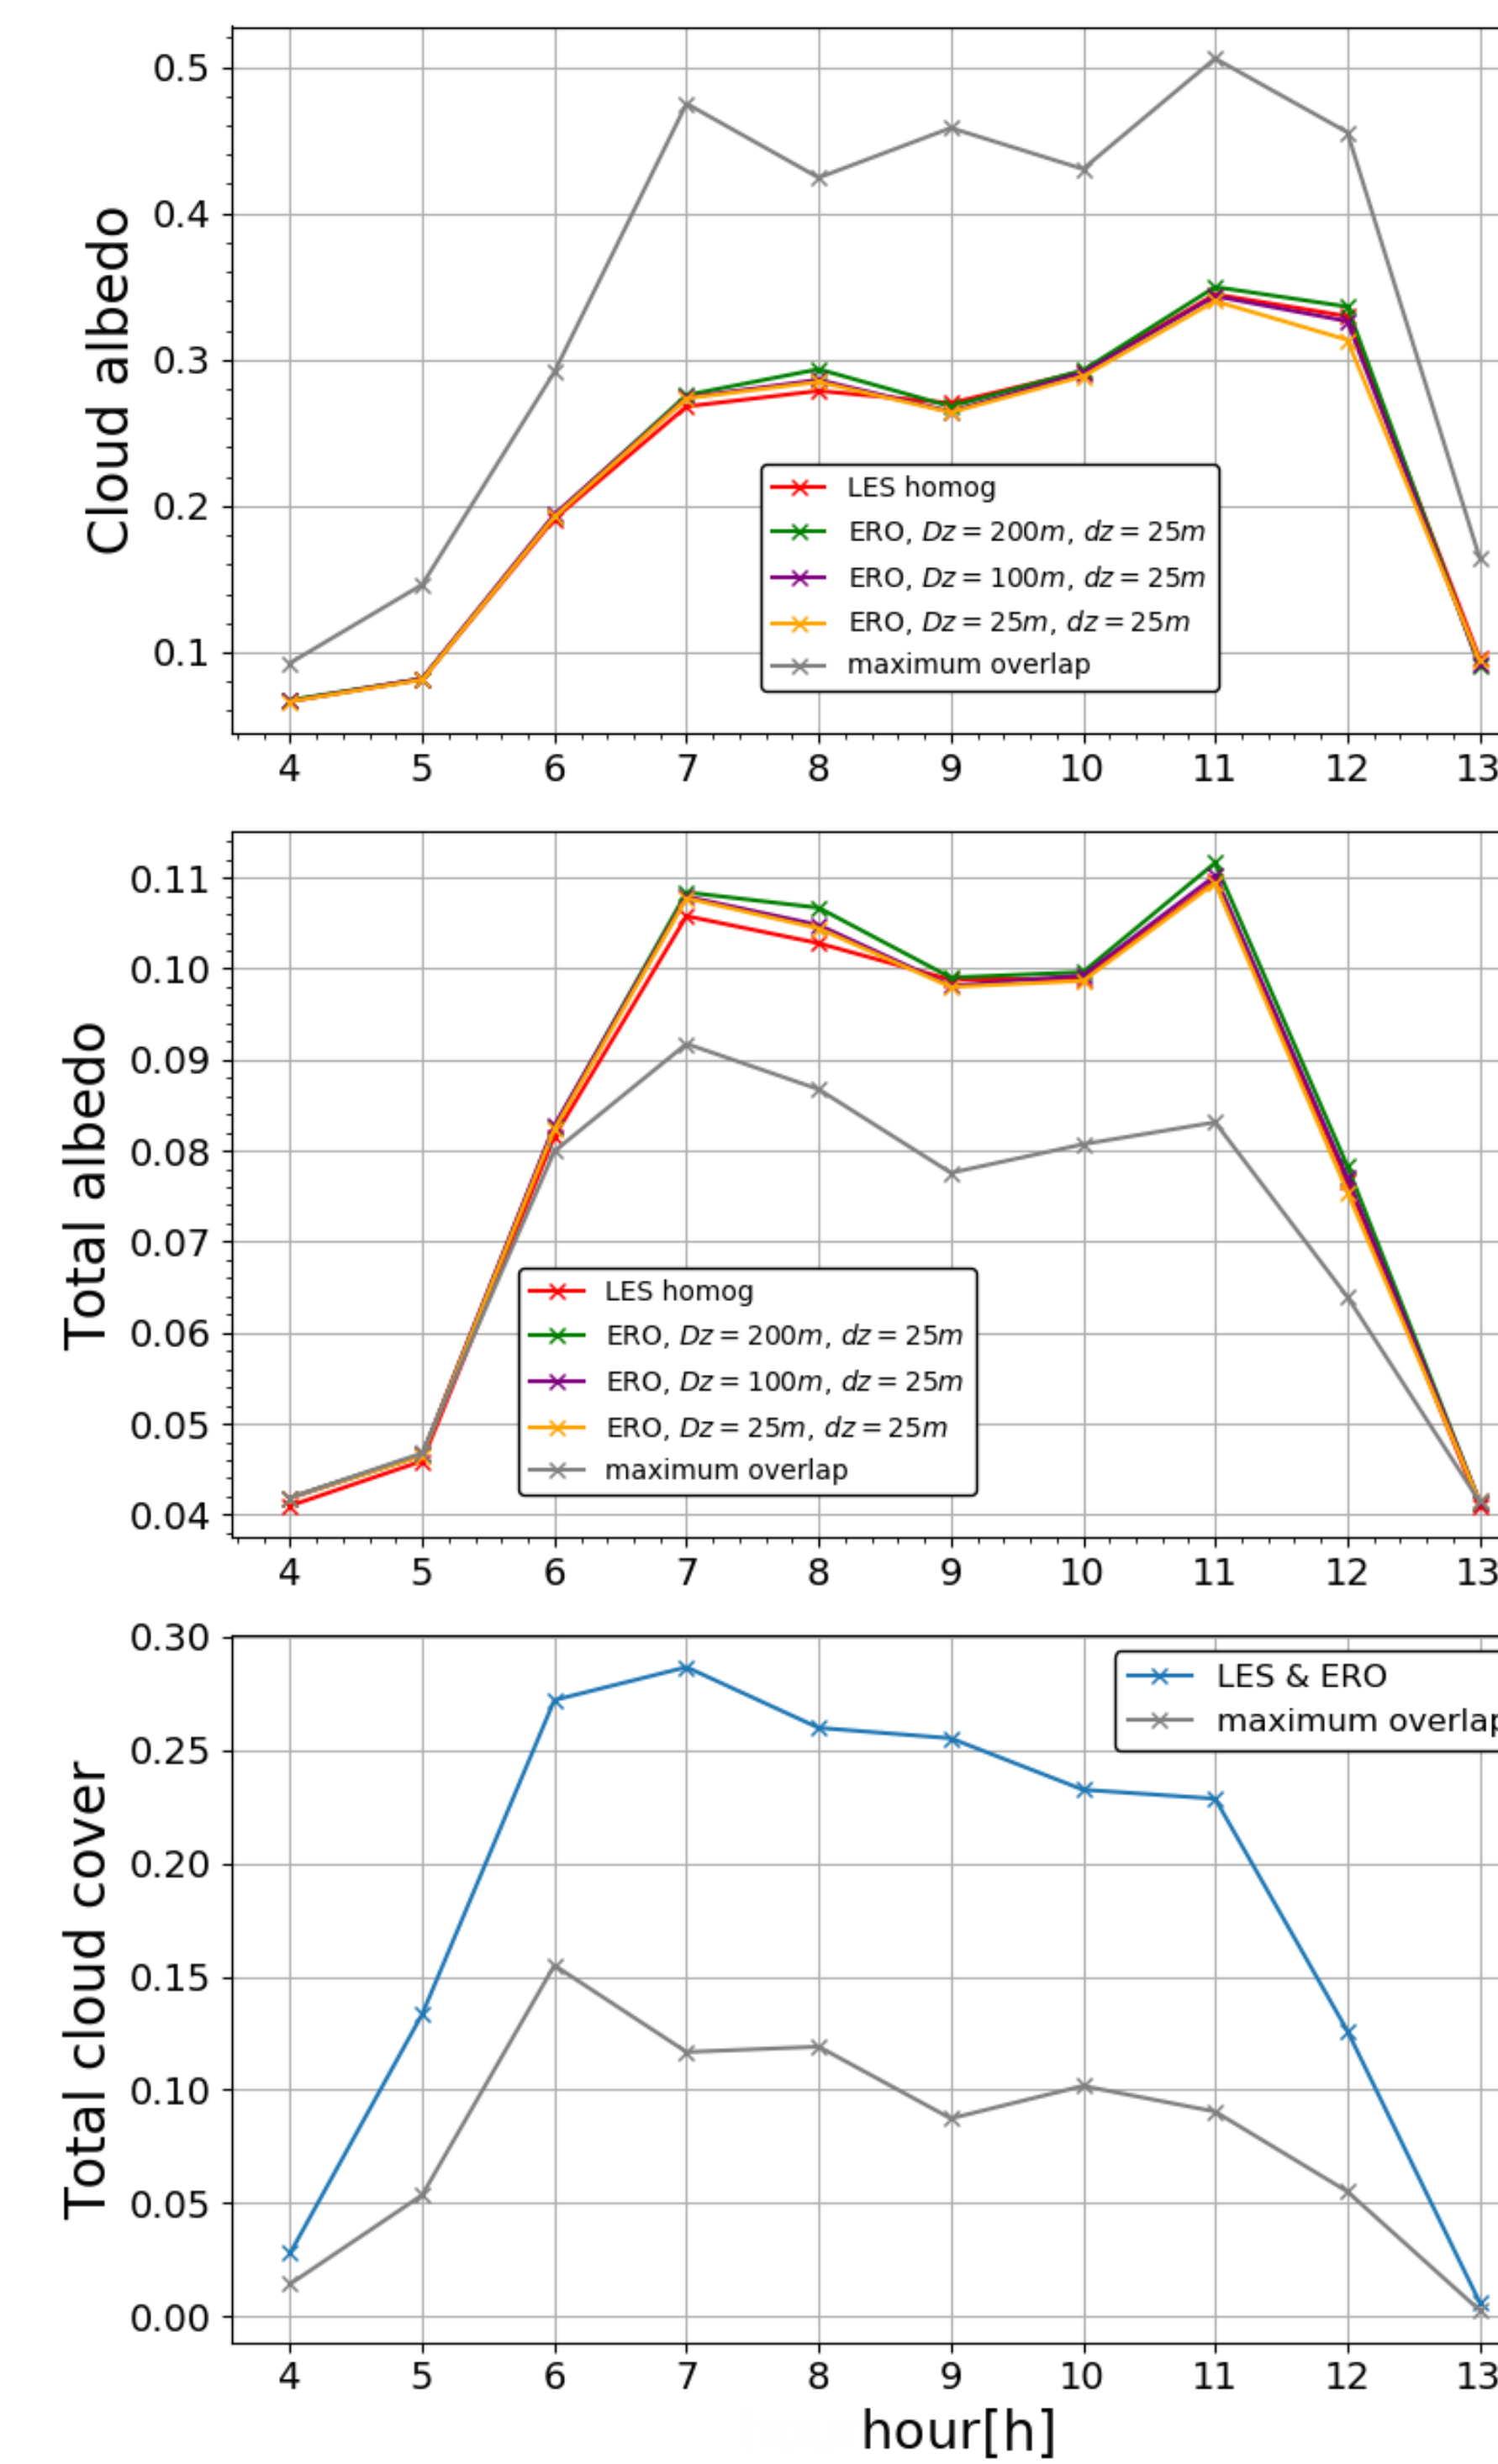 Cloud albedo
0.5
0.4
0.3
0.2
0.1
LES homog
ERO, Dz = 200m, dz = 25m
ERO, Dz = 100m, dz = 25m
ERO, Dz = 25m, dz = 25m
maximum overlap
4 5 6 7 8 9 10 11 12 13
Total albedo
0.11
0.10
0.09
0.08
0.07
0.06
0.05
0.04
LES homog
ERO, Dz = 200m, dz = 25m
ERO, Dz = 100m, dz = 25m
ERO, Dz = 25m, dz = 25m
maximum overlap
4 5 6 7 8 9 10 11 12 13
Total cloud cover
0.30
0.25
0.20
0.15
0.10
0.05
0.00
LES & ERO
maximum overlap
4 5 6 7 8 9 10 11 12 13
hour[h]